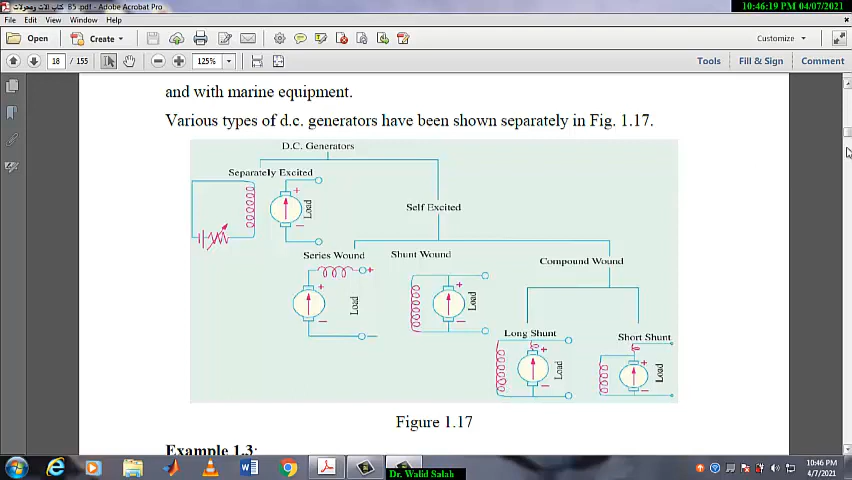 كتاب الات ومحولات B5 .pdf - Adobe Acrobat Pro
10:46:19 PM 04/07/2021
File Edit View Window Help
Open Create Customize
18 / 155 125% Tools Fill & Sign Comment
and with marine equipment.
Various types of d.c. generators have been shown separately in Fig. 1.17.
D.C. Generators
Separately Excited
+
Load
−
Self Excited
Series Wound
+
+
Load
−
Shunt Wound
+
Load
−
Compound Wound
Long Shunt
+
Load
−
Short Shunt
+
Load
−
Figure 1.17
Example 1.3:
Dr. Walid Salah
10:46 PM
4/7/2021